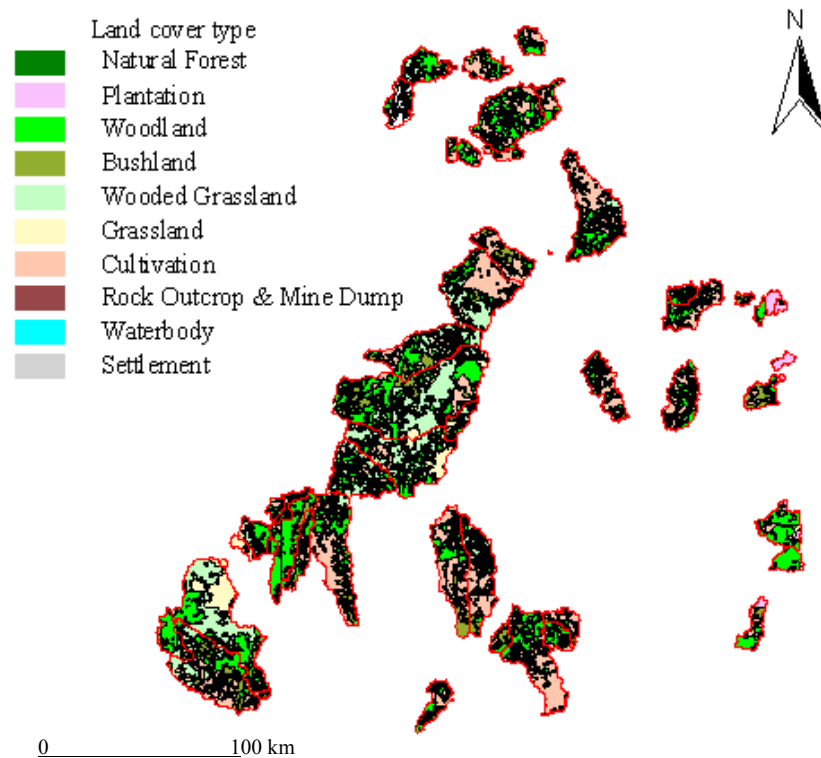 Land cover type
Natural Forest
Plantation
Woodland
Bushland
Wooded Grassland
Grassland
Cultivation
Rock Outcrop & Mine Dump
Waterbody
Settlement
N
0 100 km